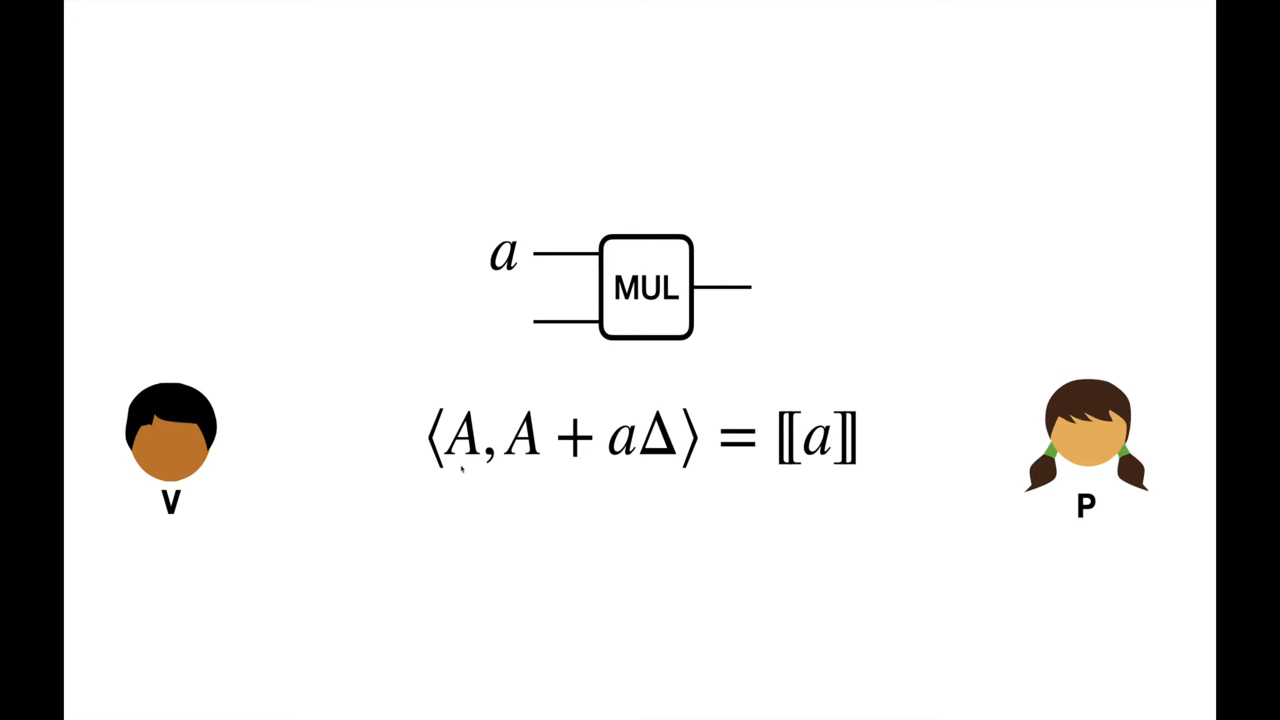 a
MUL
⟨A, A + aΔ⟩ = ⟦a⟧
V
P